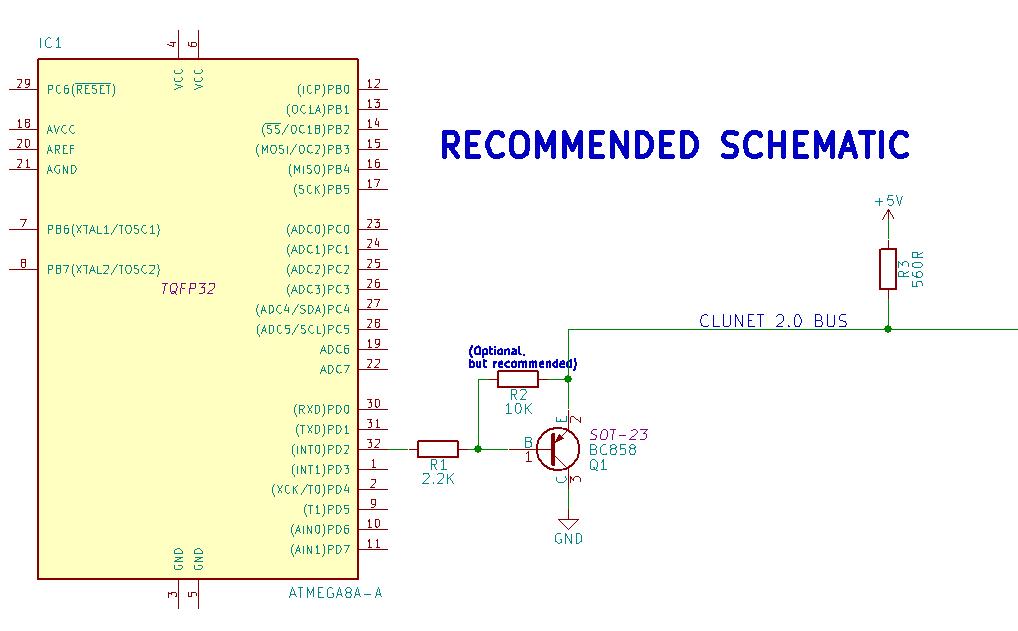 IC1
4
6
VCC
VCC
29
PC6(RESET)
18
AVCC
20
AREF
21
AGND
7
PB6(XTAL1/TOSC1)
8
PB7(XTAL2/TOSC2)
TQFP32
(ICP)PB0
12
(OC1A)PB1
13
(SS/OC1B)PB2
14
(MOSI/OC2)PB3
15
(MISO)PB4
16
(SCK)PB5
17
(ADC0)PC0
23
(ADC1)PC1
24
(ADC2)PC2
25
(ADC3)PC3
26
(ADC4/SDA)PC4
27
(ADC5/SCL)PC5
28
ADC6
19
ADC7
22
(RXD)PD0
30
(TXD)PD1
31
(INT0)PD2
32
(INT1)PD3
1
(XCK/T0)PD4
2
(T1)PD5
9
(AIN0)PD6
10
(AIN1)PD7
11
GND
GND
3
5
ATMEGA8A-A
RECOMMENDED SCHEMATIC
+5V
R3
560R
CLUNET 2.0 BUS
(Optional,
but recommended)
R2
10K
R1
2.2K
B
1
E
2
C
3
SOT-23
BC858
Q1
GND